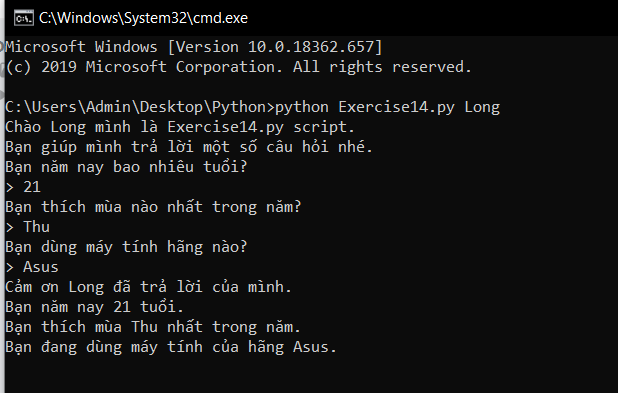 C:\Windows\System32\cmd.exe
Microsoft Windows [Version 10.0.18362.657]
(c) 2019 Microsoft Corporation. All rights reserved.
C:\Users\Admin\Desktop\Python>python Exercise14.py Long
Chào Long mình là Exercise14.py script.
Bạn giúp mình trả lời một số câu hỏi nhé.
Bạn năm nay bao nhiêu tuổi?
> 21
Bạn thích mùa nào nhất trong năm?
> Thu
Bạn dùng máy tính hãng nào?
> Asus
Cảm ơn Long đã trả lời của mình.
Bạn năm nay 21 tuổi.
Bạn thích mùa Thu nhất trong năm.
Bạn đang dùng máy tính của hãng Asus.